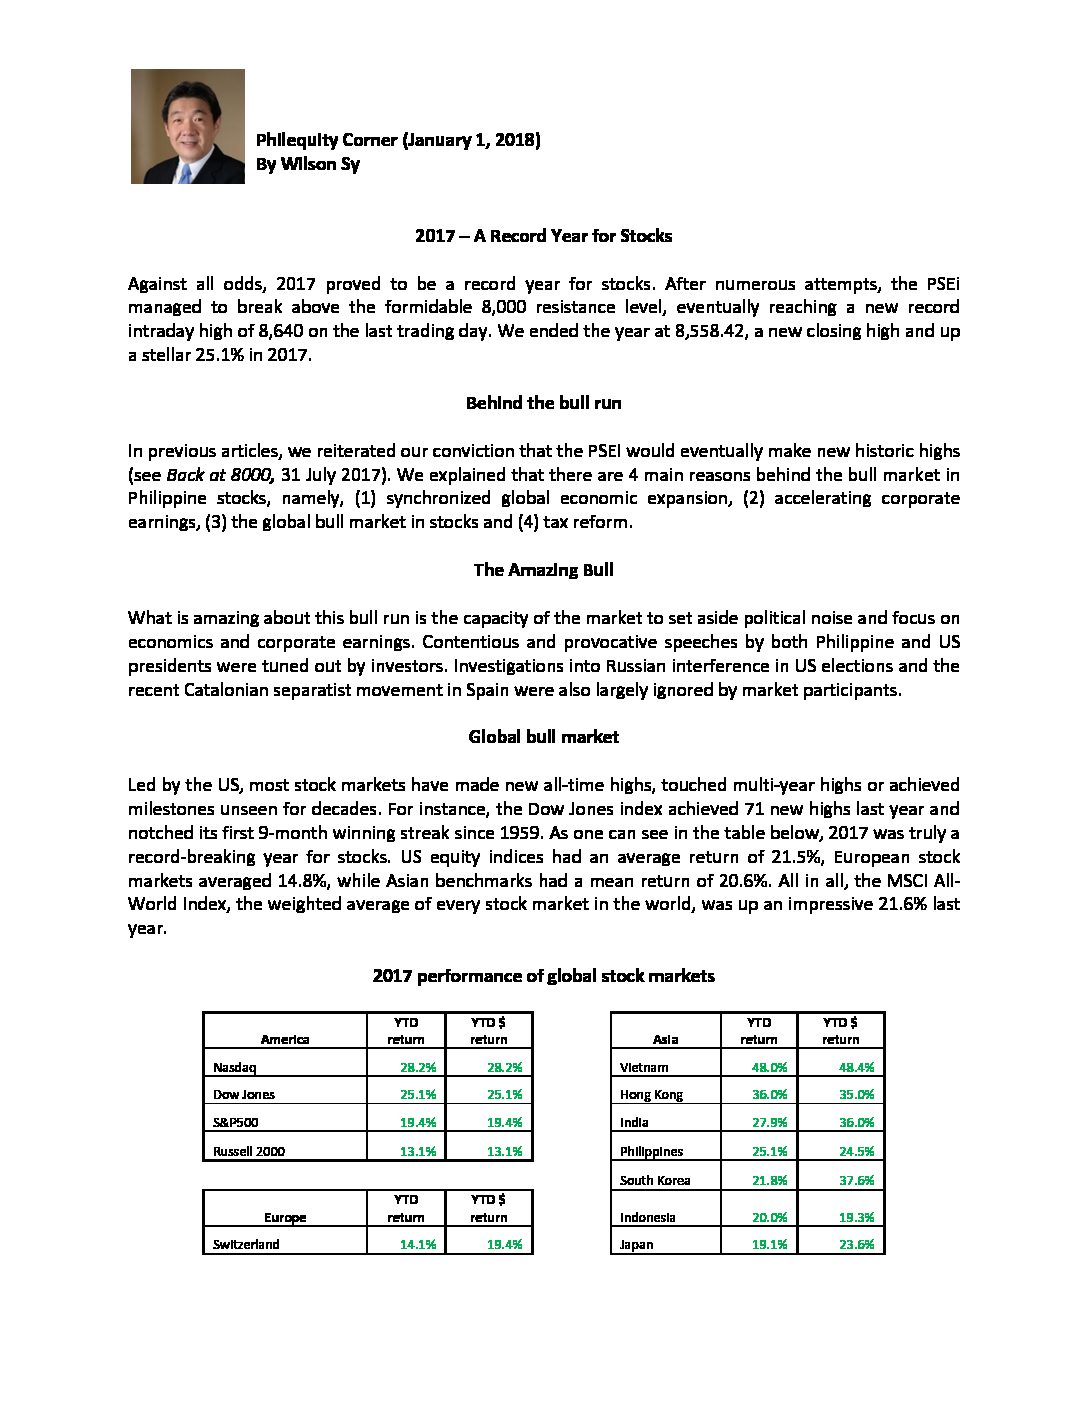 Philequity Corner (January 1, 2018)
By Wilson Sy
2017 – A Record Year for Stocks
Against all odds, 2017 proved to be a record year for stocks. After numerous attempts, the PSEi
managed to break above the formidable 8,000 resistance level, eventually reaching a new record
intraday high of 8,640 on the last trading day. We ended the year at 8,558.42, a new closing high and up
a stellar 25.1% in 2017.
Behind the bull run
In previous articles, we reiterated our conviction that the PSEI would eventually make new historic highs
(see Back at 8000, 31 July 2017). We explained that there are 4 main reasons behind the bull market in
Philippine stocks, namely, (1) synchronized global economic expansion, (2) accelerating corporate
earnings, (3) the global bull market in stocks and (4) tax reform.
The Amazing Bull
What is amazing about this bull run is the capacity of the market to set aside political noise and focus on
economics and corporate earnings. Contentious and provocative speeches by both Philippine and US
presidents were tuned out by investors. Investigations into Russian interference in US elections and the
recent Catalonian separatist movement in Spain were also largely ignored by market participants.
Global bull market
Led by the US, most stock markets have made new all-time highs, touched multi-year highs or achieved
milestones unseen for decades. For instance, the Dow Jones index achieved 71 new highs last year and
notched its first 9-month winning streak since 1959. As one can see in the table below, 2017 was truly a
record-breaking year for stocks. US equity indices had an average return of 21.5%, European stock
markets averaged 14.8%, while Asian benchmarks had a mean return of 20.6%. All in all, the MSCI All-
World Index, the weighted average of every stock market in the world, was up an impressive 21.6% last
year.
2017 performance of global stock markets
America YTD return YTD $ return
Nasdaq 28.2% 28.2%
Dow Jones 25.1% 25.1%
S&P500 19.4% 19.4%
Russell 2000 13.1% 13.1%
Europe YTD return YTD $ return
Switzerland 14.1% 19.4%
Asia YTD return YTD $ return
Vietnam 48.0% 48.4%
Hong Kong 36.0% 35.0%
India 27.9% 36.0%
Philippines 25.1% 24.5%
South Korea 21.8% 37.6%
Indonesia 20.0% 19.3%
Japan 19.1% 23.6%